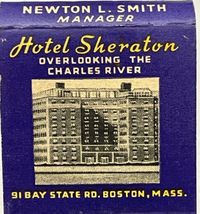 NEWTON L. SMITH
MANAGER
Hotel Sheraton
OVERLOOKING THE
CHARLES RIVER
91 BAY STATE RD. BOSTON, MASS.